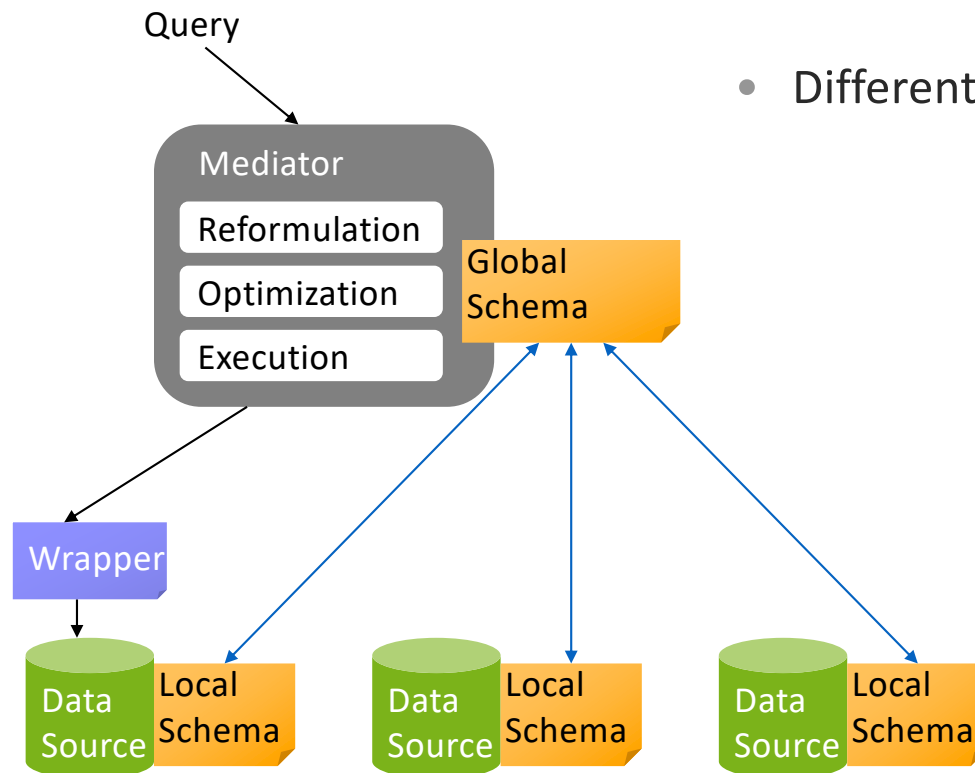 Query
• Different
Mediator
Reformulation
Optimization
Execution
Global
Schema
Wrapper
Data
Source
Local
Schema
Data
Source
Local
Schema
Data
Source
Local
Schema